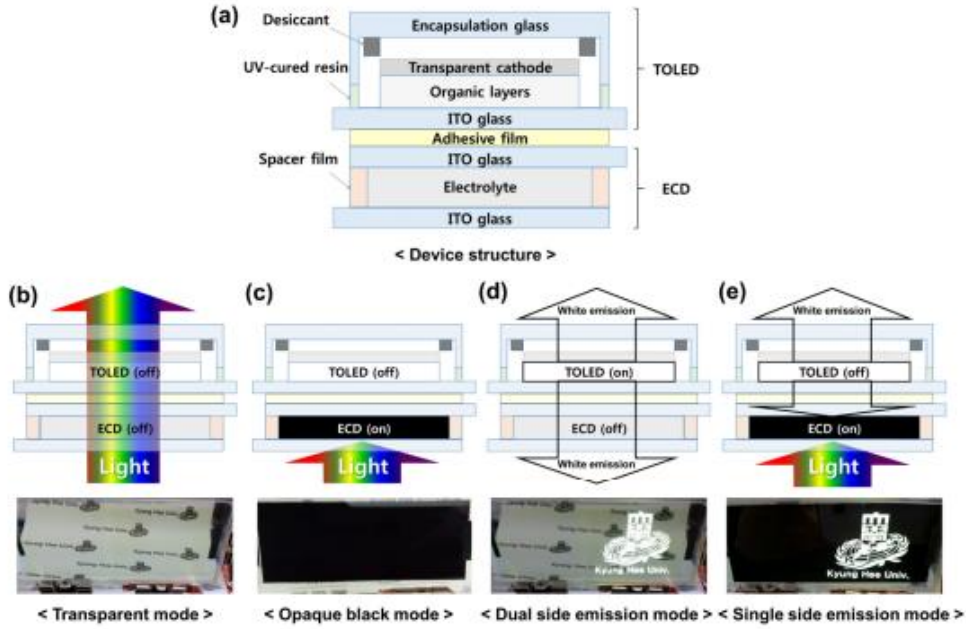 (a)
Desiccant
Encapsulation glass
UV-cured resin
Transparent cathode
TOLED
Organic layers
ITO glass
Adhesive film
Spacer film
ITO glass
Electrolyte
ECD
ITO glass
< Device structure >
(b)
TOLED (off)
ECD (off)
Light
Kyung Hee Univ.
< Transparent mode >
(c)
TOLED (off)
ECD (on)
Light
< Opaque black mode >
(d)
White emission
TOLED (on)
ECD (off)
White emission
Kyung Hee Univ.
< Dual side emission mode >
(e)
White emission
TOLED (off)
ECD (on)
Light
Kyung Hee Univ.
< Single side emission mode >